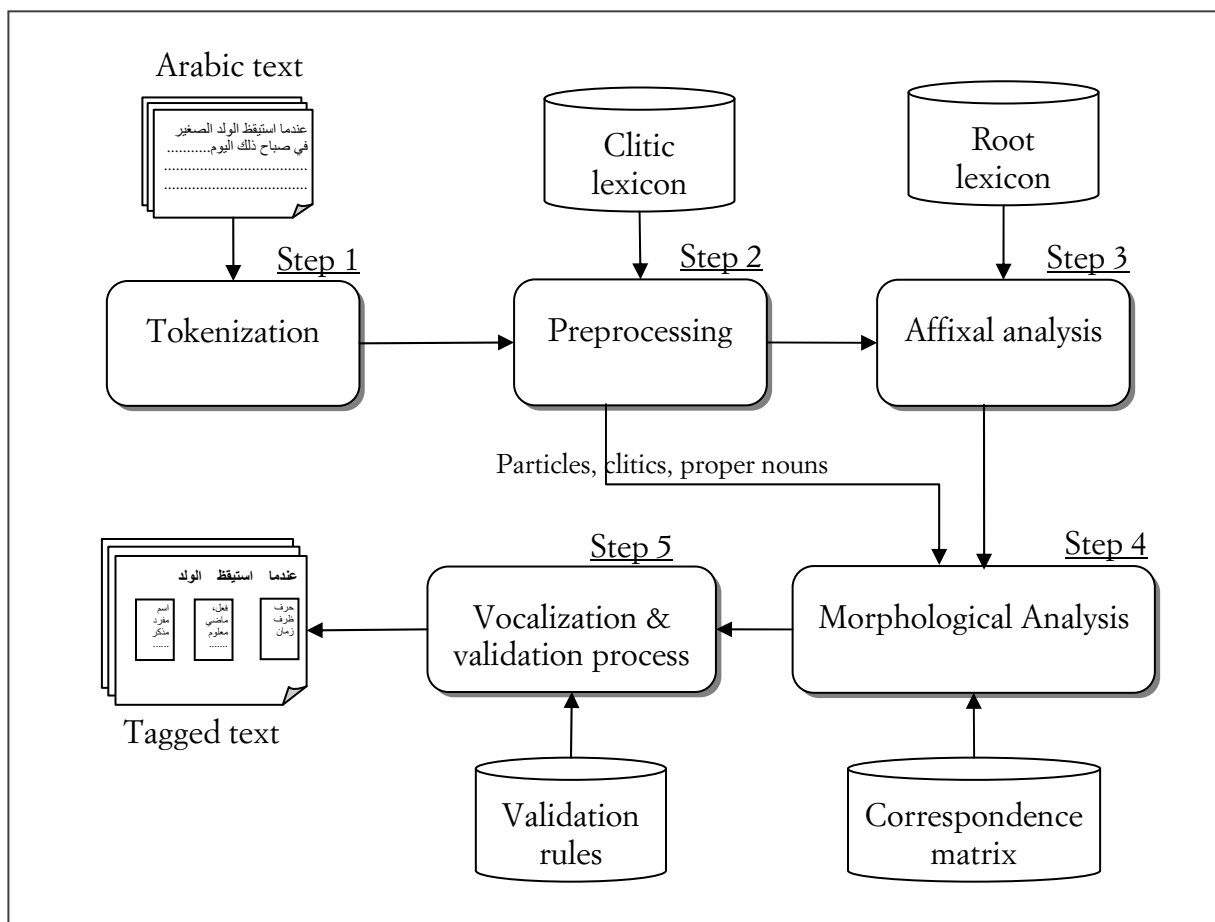 Arabic text
عندما استيقظ الولد الصغير
في صباح ذلك اليوم...........
..................................
..................................
Clitic
lexicon
Root
lexicon
Step 1
Tokenization
Step 2
Preprocessing
Step 3
Affixal analysis
Particles, clitics, proper nouns
Step 4
Morphological Analysis
Step 5
Vocalization &
validation process
عندما استيقظ الولد
حرف
ظرف
زمان
فعل،
ماضي
معلوم
.......
اسم
مفرد
مذكر
......
Tagged text
Validation
rules
Correspondence
matrix